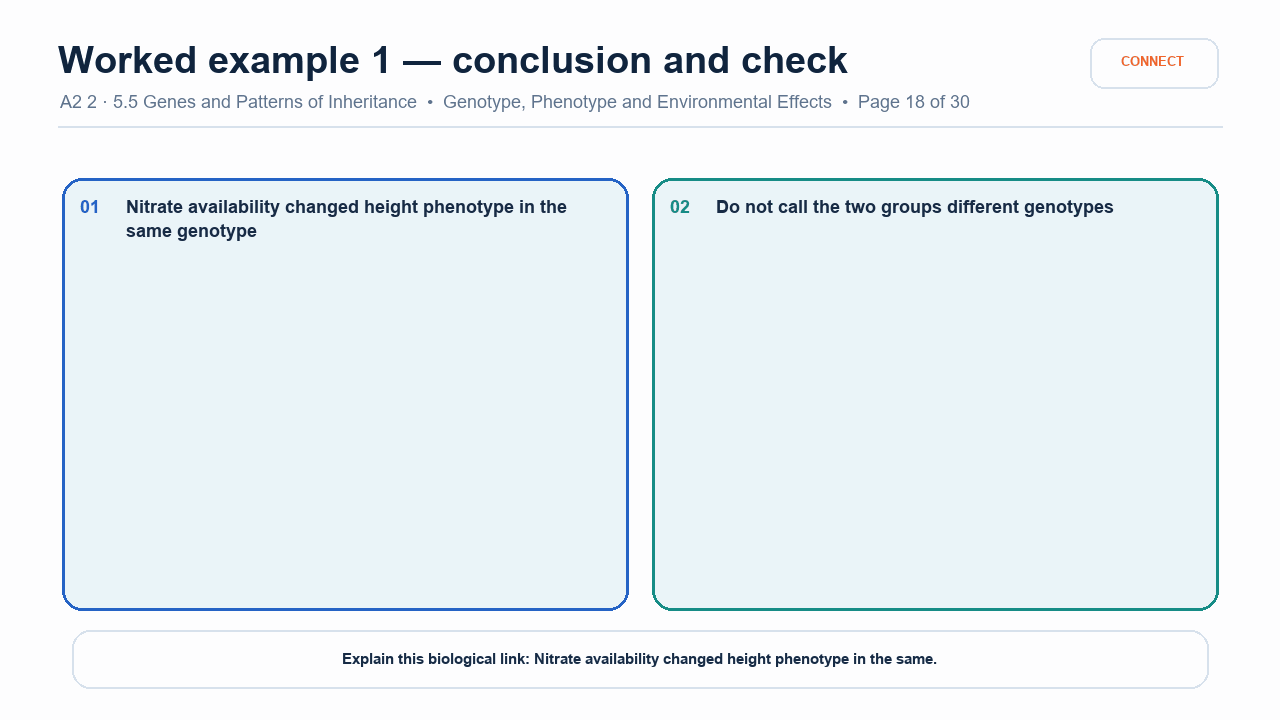 Worked example 1 — conclusion and check
CONNECT
A2 2 · 5.5 Genes and Patterns of Inheritance • Genotype, Phenotype and Environmental Effects • Page 18 of 30
01 Nitrate availability changed height phenotype in the
same genotype
02 Do not call the two groups different genotypes
Explain this biological link: Nitrate availability changed height phenotype in the same.